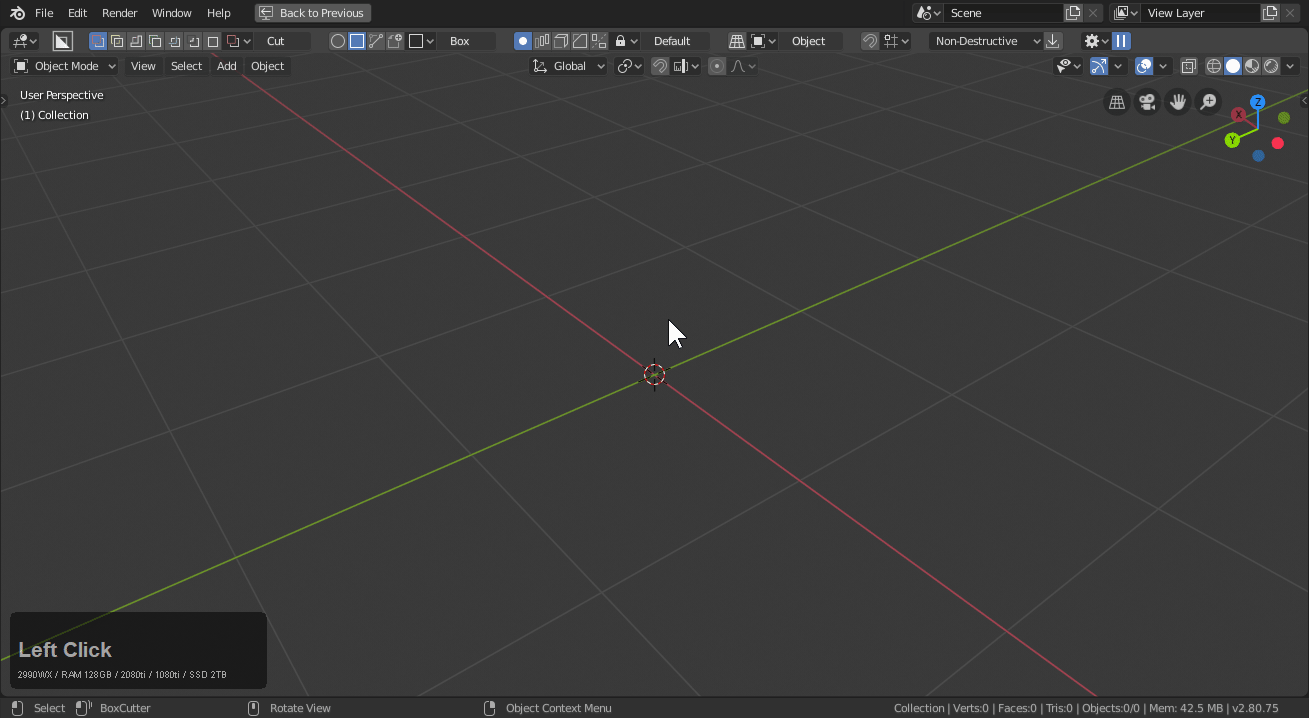 File Edit Render Window Help Back to Previous Scene View Layer
Cut Box Default Object Non-Destructive
Object Mode View Select Add Object Global
User Perspective
(1) Collection
Z
X
Y
Left Click
2990WX / RAM 128GB / 2080ti / 1080ti / SSD 2TB
Select BoxCutter Rotate View Object Context Menu Collection | Verts:0 | Faces:0 | Tris:0 | Objects:0/0 | Mem: 42.5 MB | v2.80.75